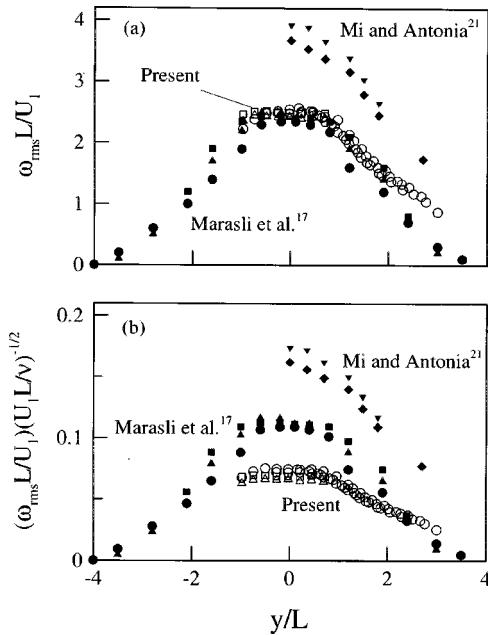 (a)
Mi and Antonia²¹
Present
Marasli et al.¹⁷
ω_rms L/U₁
4
3
2
1
0
(b)
Mi and Antonia²¹
Marasli et al.¹⁷
Present
(ω_rms L/U₁)(U₁L/ν)^-1/2
0.2
0.1
0
-4 -2 0 2 4
y/L